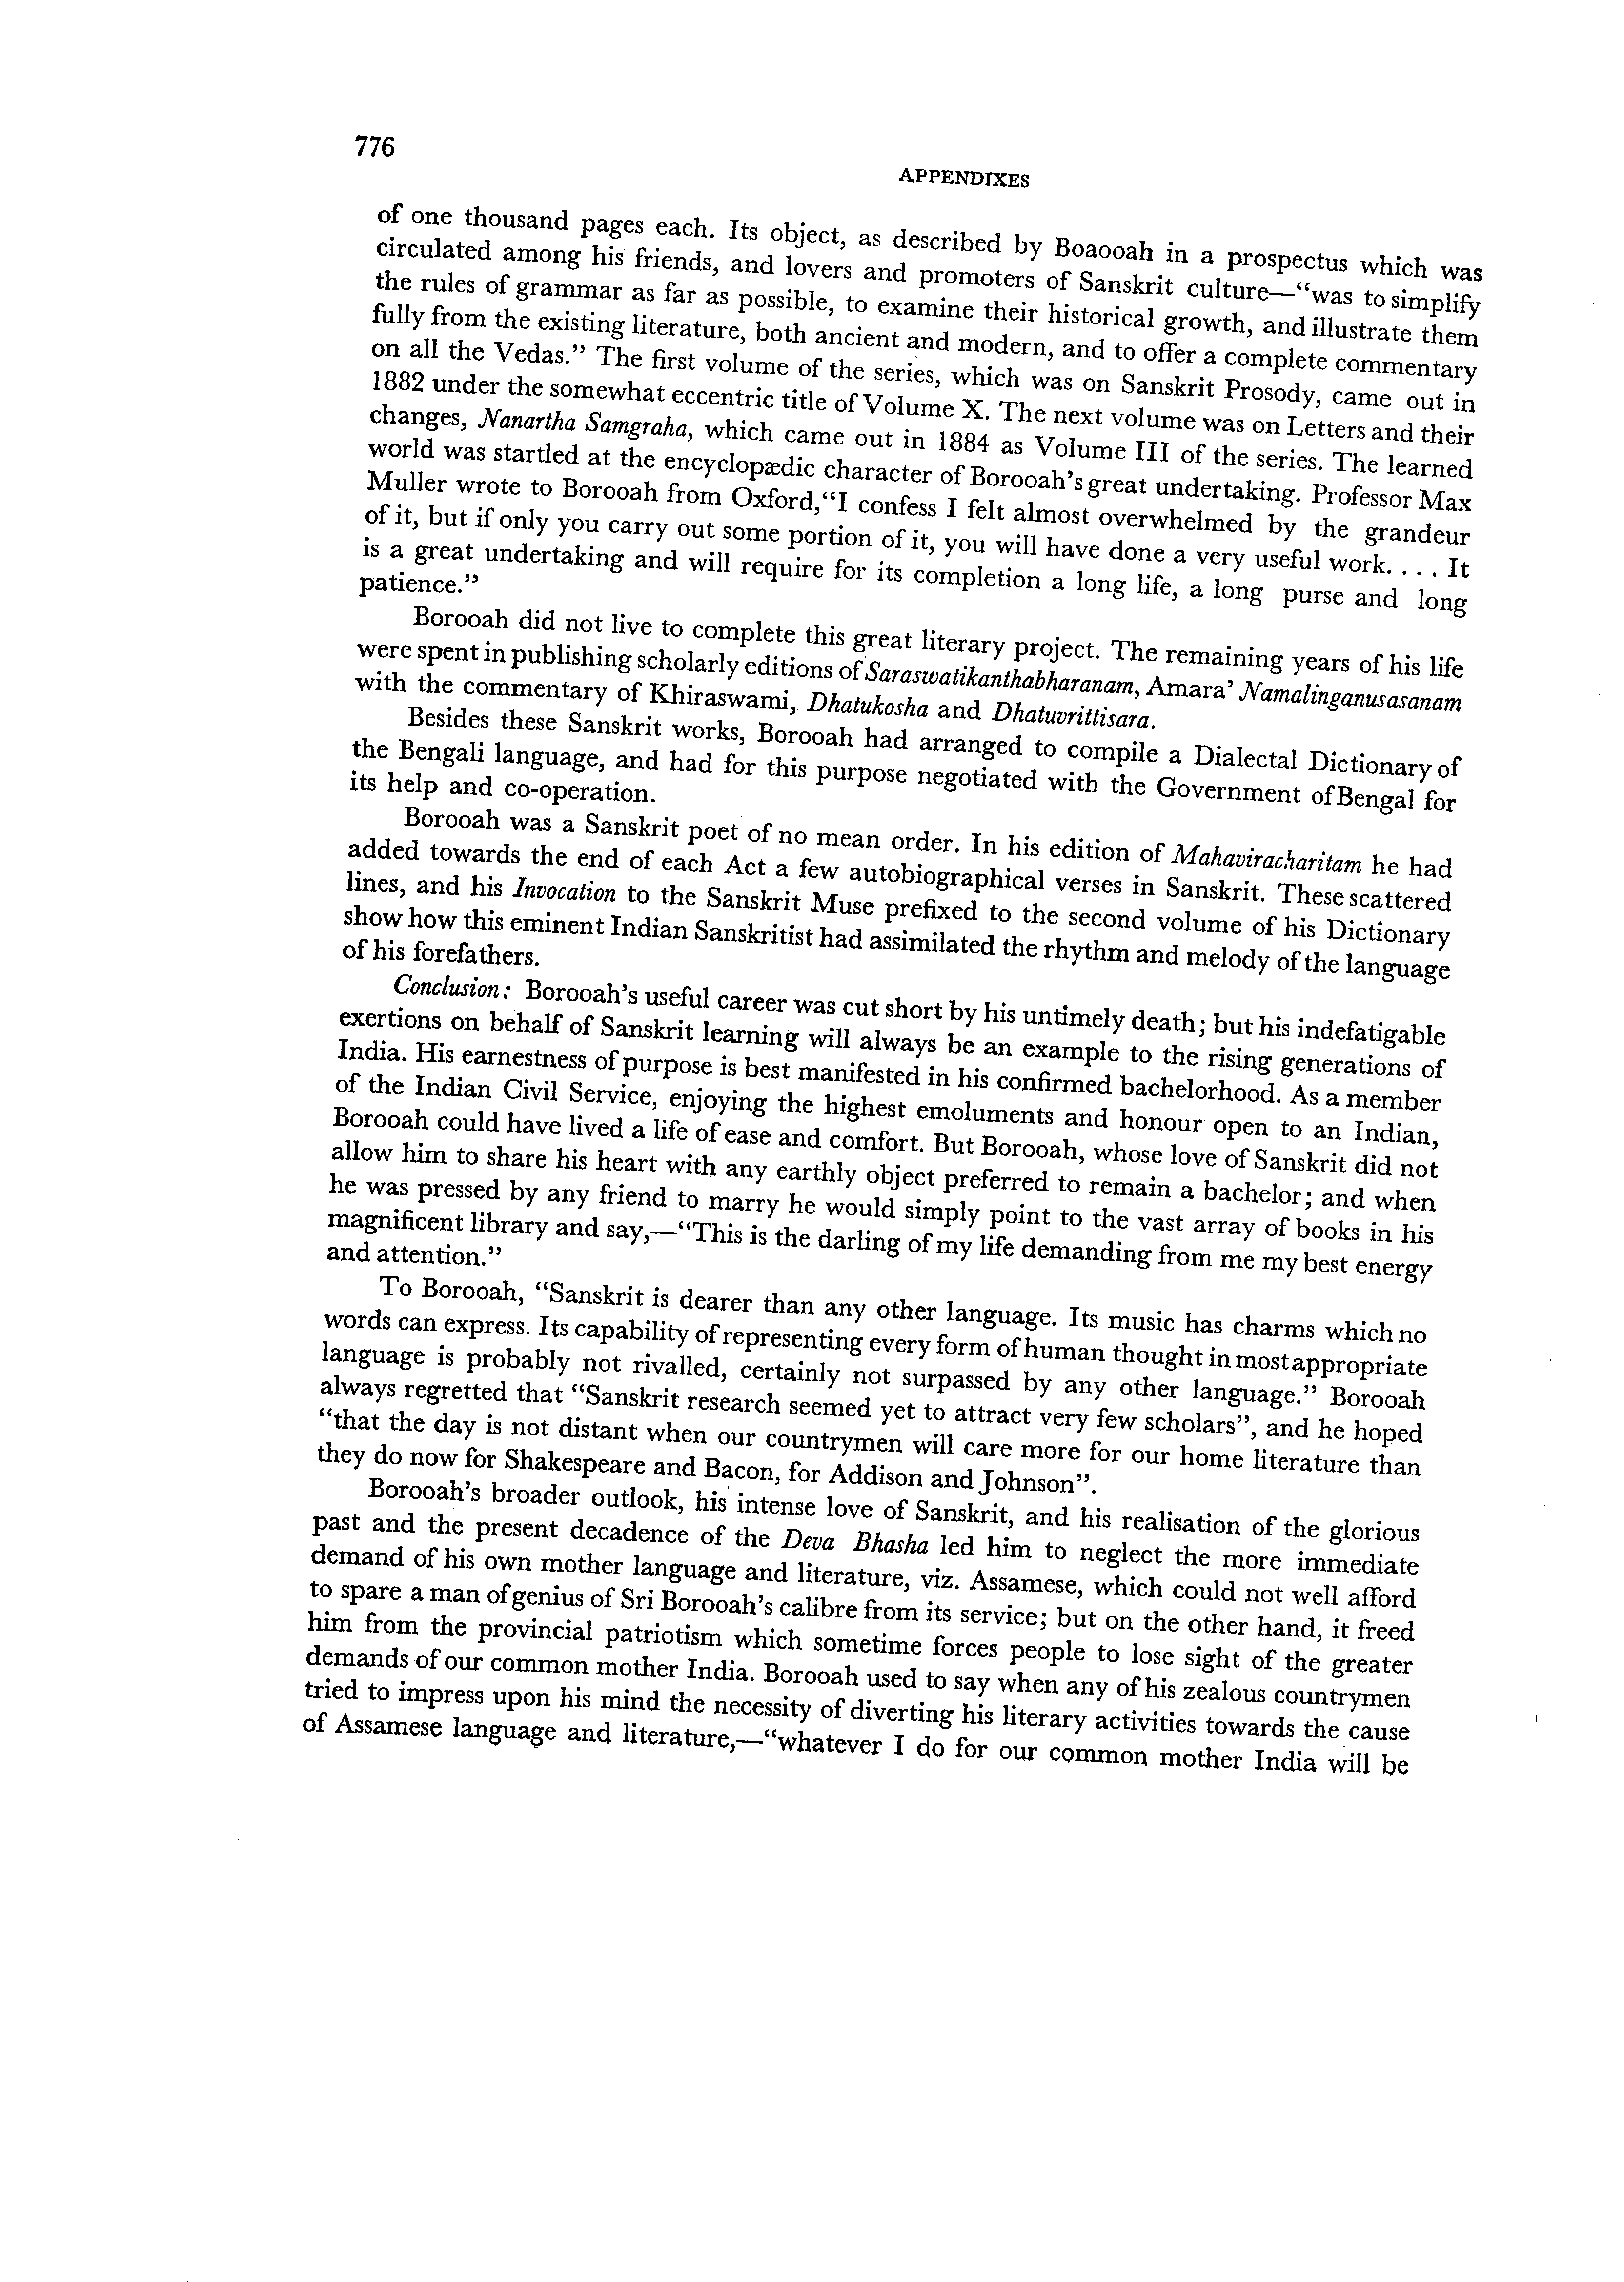 776
APPENDIXES
of one thousand pages each. Its object, as described by Boaooah in a prospectus which was
circulated among his friends, and lovers and promoters of Sanskrit culture—“was to simplify
the rules of grammar as far as possible, to examine their historical growth, and illustrate them
fully from the existing literature, both ancient and modern, and to offer a complete commentary
on all the Vedas.” The first volume of the series, which was on Sanskrit Prosody, came out in
1882 under the somewhat eccentric title of Volume X. The next volume was on Letters and their
changes, Nanartha Samgraha, which came out in 1884 as Volume III of the series. The learned
world was startled at the encyclopædic character of Borooah’s great undertaking. Professor Max
Muller wrote to Borooah from Oxford,“I confess I felt almost overwhelmed by the grandeur
of it, but if only you carry out some portion of it, you will have done a very useful work.... It
is a great undertaking and will require for its completion a long life, a long purse and long
patience.”
Borooah did not live to complete this great literary project. The remaining years of his life
were spent in publishing scholarly editions of Saraswatikanthabharanam, Amara’ Namalinganusasanam
with the commentary of Khiraswami, Dhatukosha and Dhatuvrittisara.
Besides these Sanskrit works, Borooah had arranged to compile a Dialectal Dictionary of
the Bengali language, and had for this purpose negotiated with the Government of Bengal for
its help and co-operation.
Borooah was a Sanskrit poet of no mean order. In his edition of Mahaviracharitam he had
added towards the end of each Act a few autobiographical verses in Sanskrit. These scattered
lines, and his Invocation to the Sanskrit Muse prefixed to the second volume of his Dictionary
show how this eminent Indian Sanskritist had assimilated the rhythm and melody of the language
of his forefathers.
Conclusion: Borooah’s useful career was cut short by his untimely death; but his indefatigable
exertions on behalf of Sanskrit learning will always be an example to the rising generations of
India. His earnestness of purpose is best manifested in his confirmed bachelorhood. As a member
of the Indian Civil Service, enjoying the highest emoluments and honour open to an Indian,
Borooah could have lived a life of ease and comfort. But Borooah, whose love of Sanskrit did not
allow him to share his heart with any earthly object preferred to remain a bachelor; and when
he was pressed by any friend to marry he would simply point to the vast array of books in his
magnificent library and say,—“This is the darling of my life demanding from me my best energy
and attention.”
To Borooah, “Sanskrit is dearer than any other language. Its music has charms which no
words can express. Its capability of representing every form of human thought in most appropriate
language is probably not rivalled, certainly not surpassed by any other language.” Borooah
always regretted that “Sanskrit research seemed yet to attract very few scholars”, and he hoped
“that the day is not distant when our countrymen will care more for our home literature than
they do now for Shakespeare and Bacon, for Addison and Johnson”.
Borooah’s broader outlook, his intense love of Sanskrit, and his realisation of the glorious
past and the present decadence of the Deva Bhasha led him to neglect the more immediate
demand of his own mother language and literature, viz. Assamese, which could not well afford
to spare a man of genius of Sri Borooah’s calibre from its service; but on the other hand, it freed
him from the provincial patriotism which sometime forces people to lose sight of the greater
demands of our common mother India. Borooah used to say when any of his zealous countrymen
tried to impress upon his mind the necessity of diverting his literary activities towards the cause
of Assamese language and literature,—“whatever I do for our common mother India will be